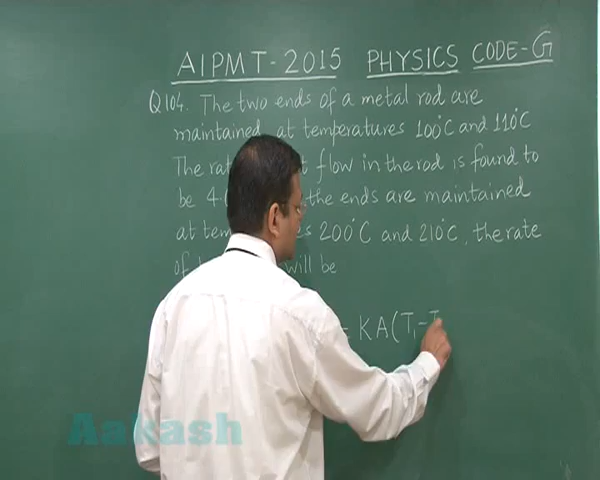 AIPMT-2015 PHYSICS CODE-G
Q104. The two ends of a metal rod are
maintained at temperatures 100°C and 110°C
The flow in the rod is found to
be 4. the ends are maintained
at 200°C and 210°C, the rate
of will be
= KA(T₁-
Aakash